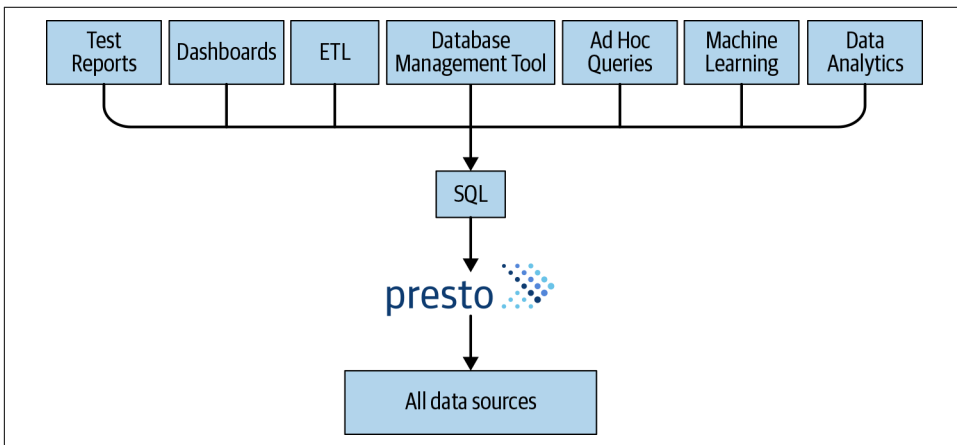 Test
Reports
Dashboards
ETL
Database
Management Tool
Ad Hoc
Queries
Machine
Learning
Data
Analytics
SQL
presto
All data sources